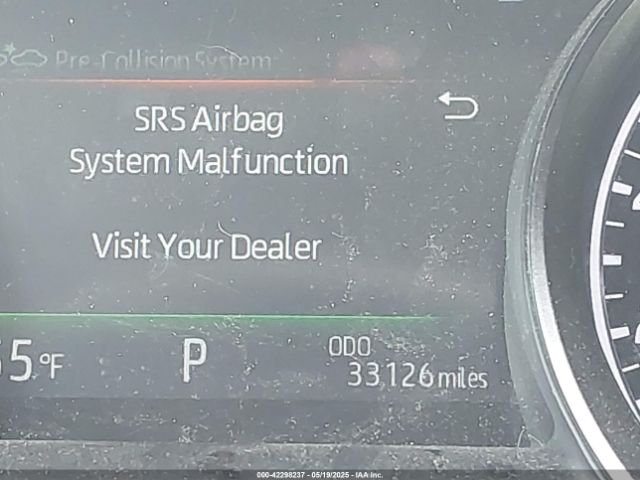 Pre-Collision System
SRS Airbag
System Malfunction
Visit Your Dealer
5°F
P
ODO
33126 miles
000-42298237 - 05/19/2025 - IAA Inc.